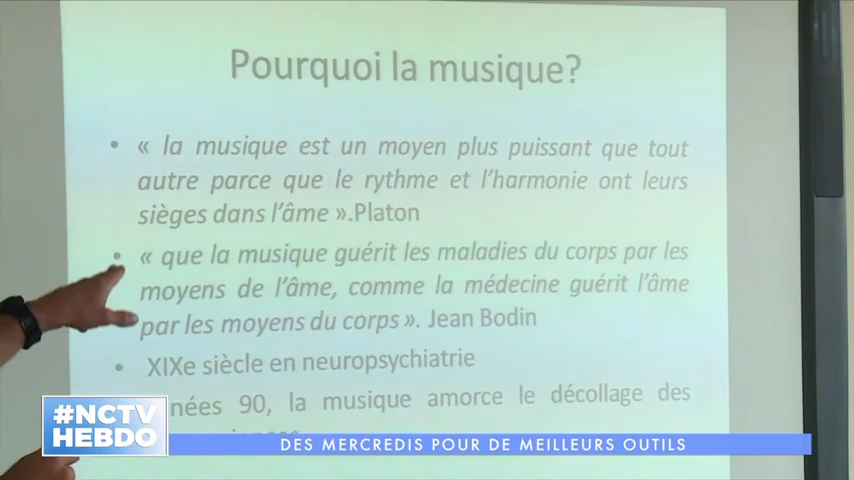 Pourquoi la musique?
• « la musique est un moyen plus puissant que tout
autre parce que le rythme et l'harmonie ont leurs
sièges dans l'âme ».Platon
• « que la musique guérit les maladies du corps par les
moyens de l'âme, comme la médecine guérit l'âme
par les moyens du corps ». Jean Bodin
• XIXe siècle en neuropsychiatrie
nées 90, la musique amorce le décollage des
#NCTV
HEBDO
DES MERCREDIS POUR DE MEILLEURS OUTILS